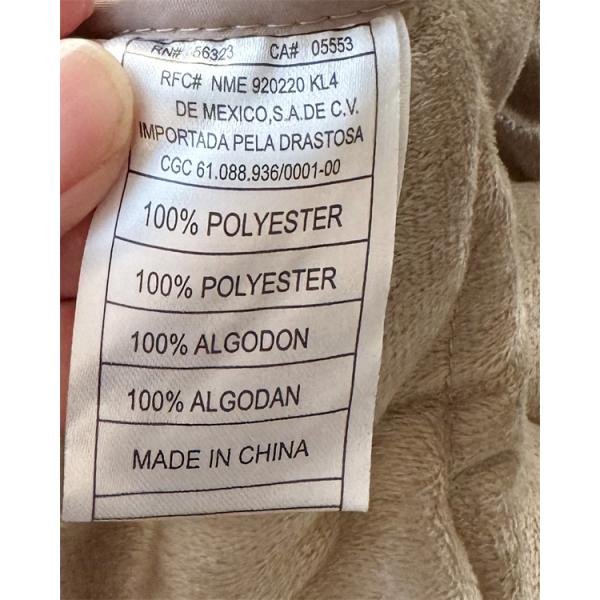 RN# 56323 CA# 05553
RFC# NME 920220 KL4
DE MEXICO,S.A.DE C.V.
IMPORTADA PELA DRASTOSA
CGC 61.088.936/0001-00
100% POLYESTER
100% POLYESTER
100% ALGODON
100% ALGODAN
MADE IN CHINA